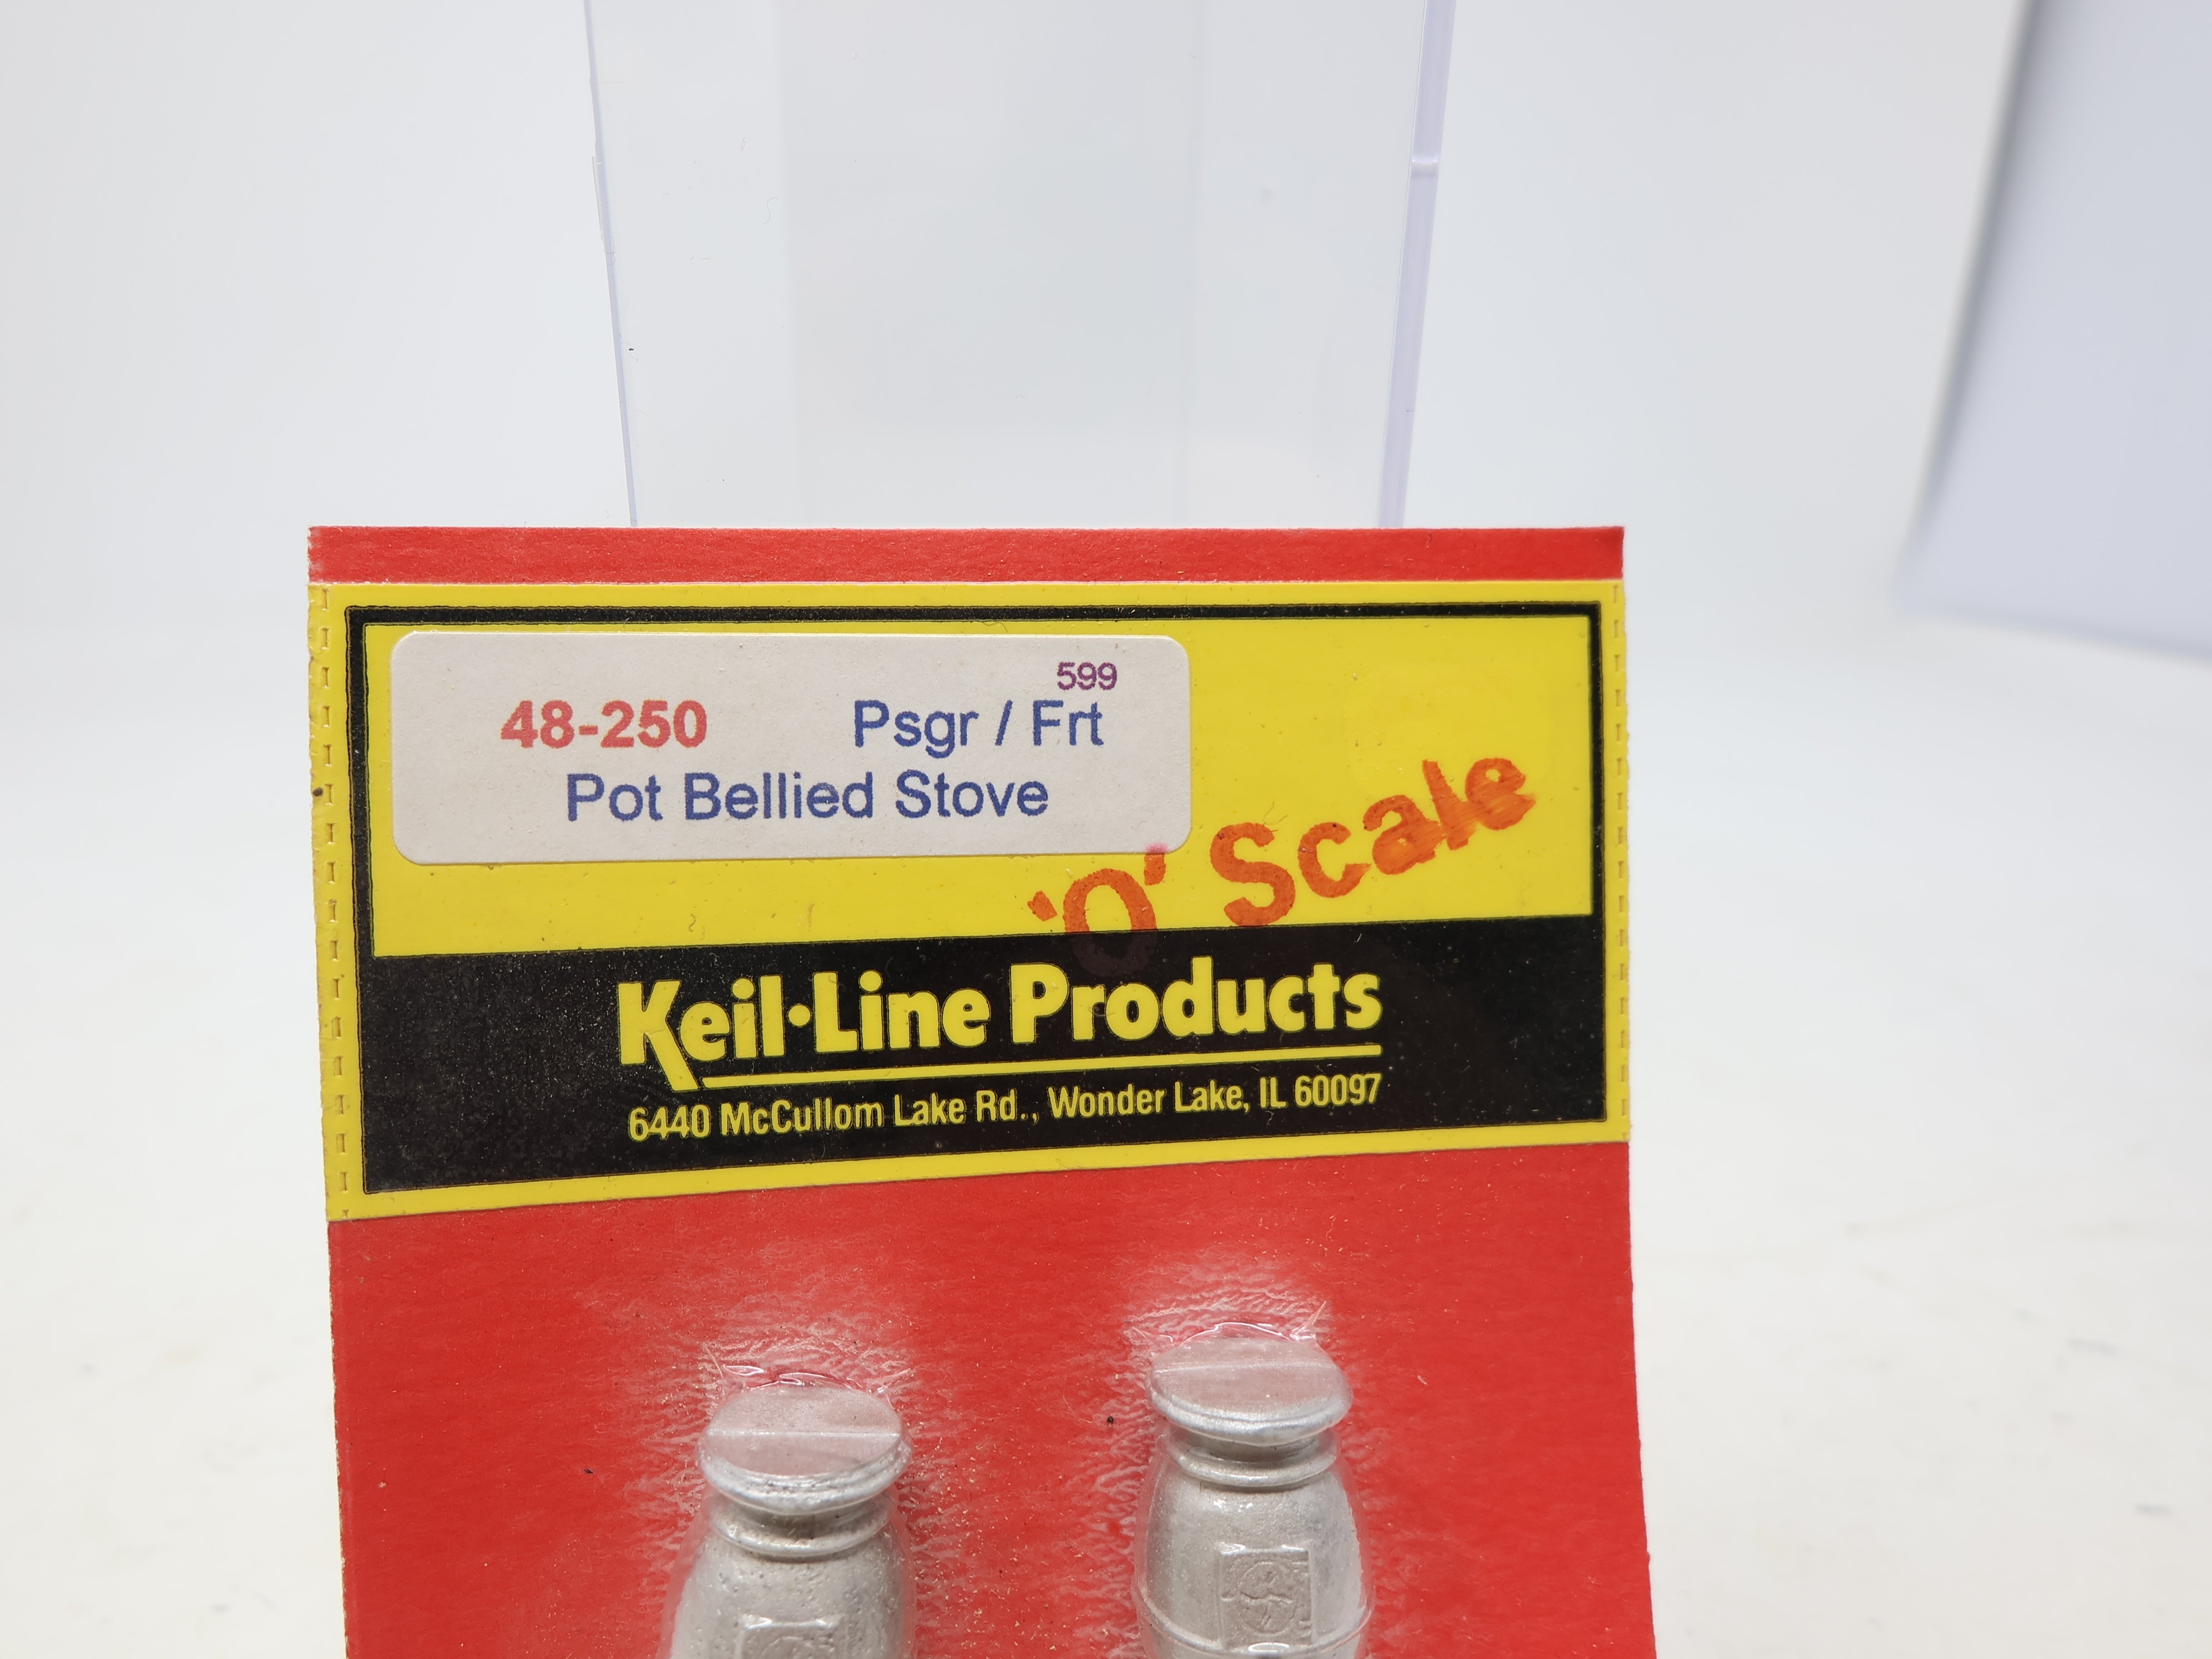 599
48-250 Psgr / Frt
Pot Bellied Stove
'O' Scale
Keil•Line Products
6440 McCullom Lake Rd., Wonder Lake, IL 60097